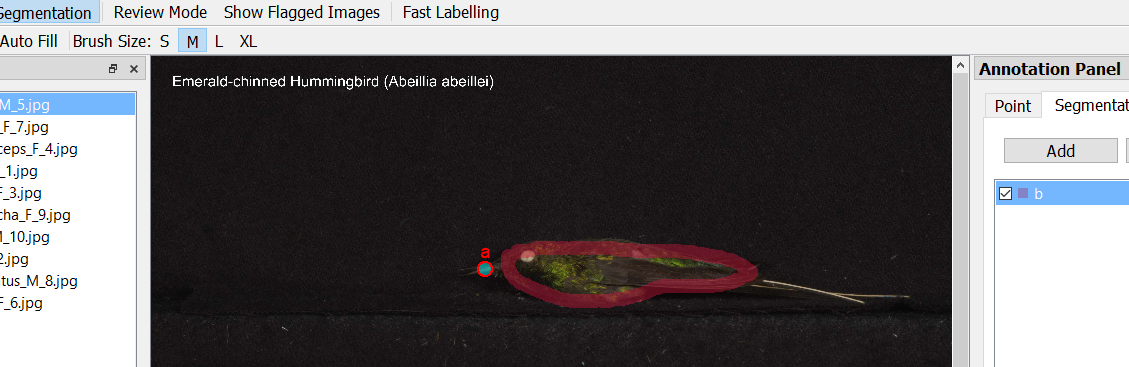 Segmentation Review Mode Show Flagged Images Fast Labelling
Auto Fill Brush Size: S M L XL
Emerald-chinned Hummingbird (Abeillia abeillei)
M_5.jpg
_F_7.jpg
ceps_F_4.jpg
_1.jpg
F_3.jpg
cha_F_9.jpg
M_10.jpg
2.jpg
tus_M_8.jpg
F_6.jpg
a
Annotation Panel
Point Segmentat
Add
b